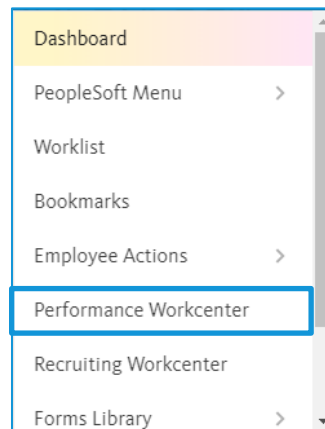 Dashboard
PeopleSoft Menu
Worklist
Bookmarks
Employee Actions
Performance Workcenter
Recruiting Workcenter
Forms Library